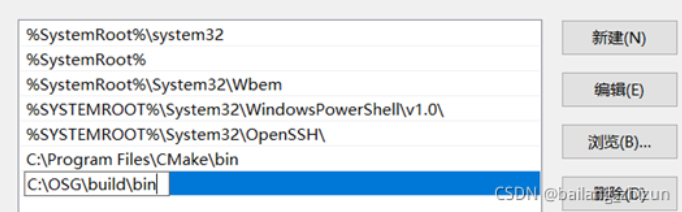 %SystemRoot%\system32
%SystemRoot%
%SystemRoot%\System32\Wbem
%SYSTEMROOT%\System32\WindowsPowerShell\v1.0\
%SYSTEMROOT%\System32\OpenSSH\
C:\Program Files\CMake\bin
C:\OSG\build\bin
新建(N)
编辑(E)
浏览(B)...
删除(D)
CSDN